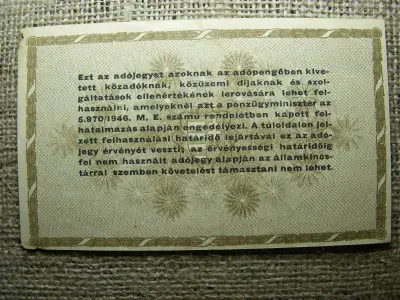 Ezt az adójegyet azoknak az adópengőben kive-
tett közadóknak, közüzemi díjaknak és szol-
gáltatások ellenértékének lerovására lehet fel-
használni, amelyeknél azt a pénzügyminiszter az
5.970/1946. M. E. számu rendeletben kapott fel-
hatalmazás alapján engedélyezi. A túloldalon jel-
zett felhasználási határidő lejártával ez az adó-
jegy érvényét veszti; az érvényességi határidőig
fel nem használt adójegy alapján az államkincs-
tárral szemben követelést támasztani nem lehet.